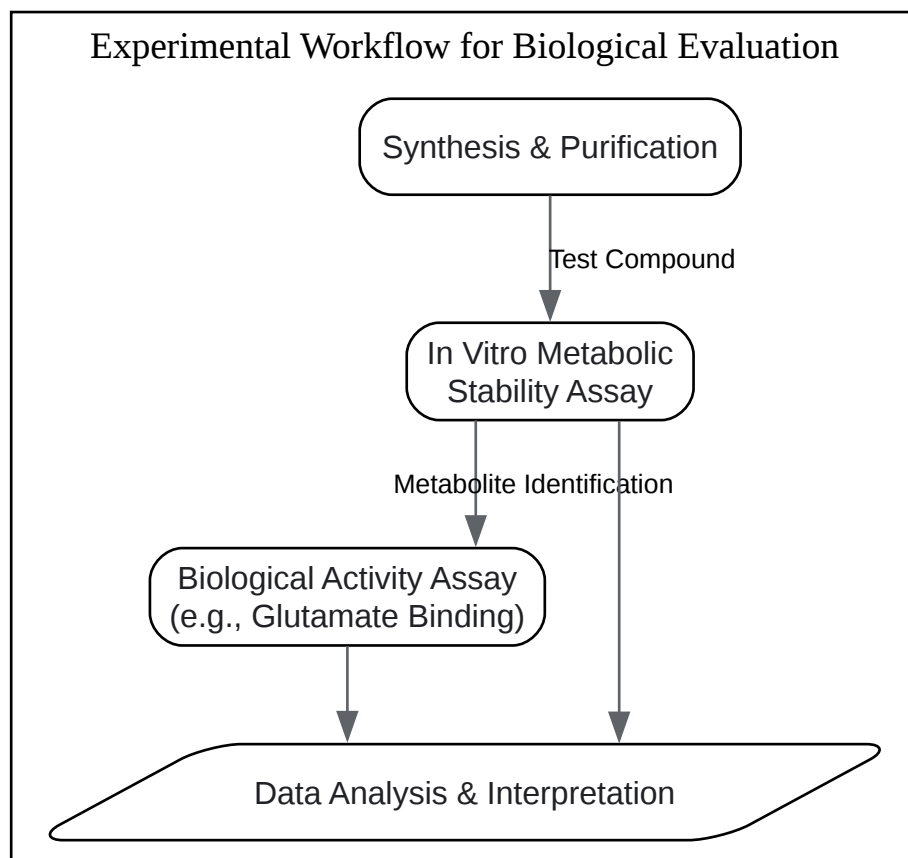 Experimental Workflow for Biological Evaluation
Synthesis & Purification
Test Compound
In Vitro Metabolic
Stability Assay
Metabolite Identification
Biological Activity Assay
(e.g., Glutamate Binding)
Data Analysis & Interpretation